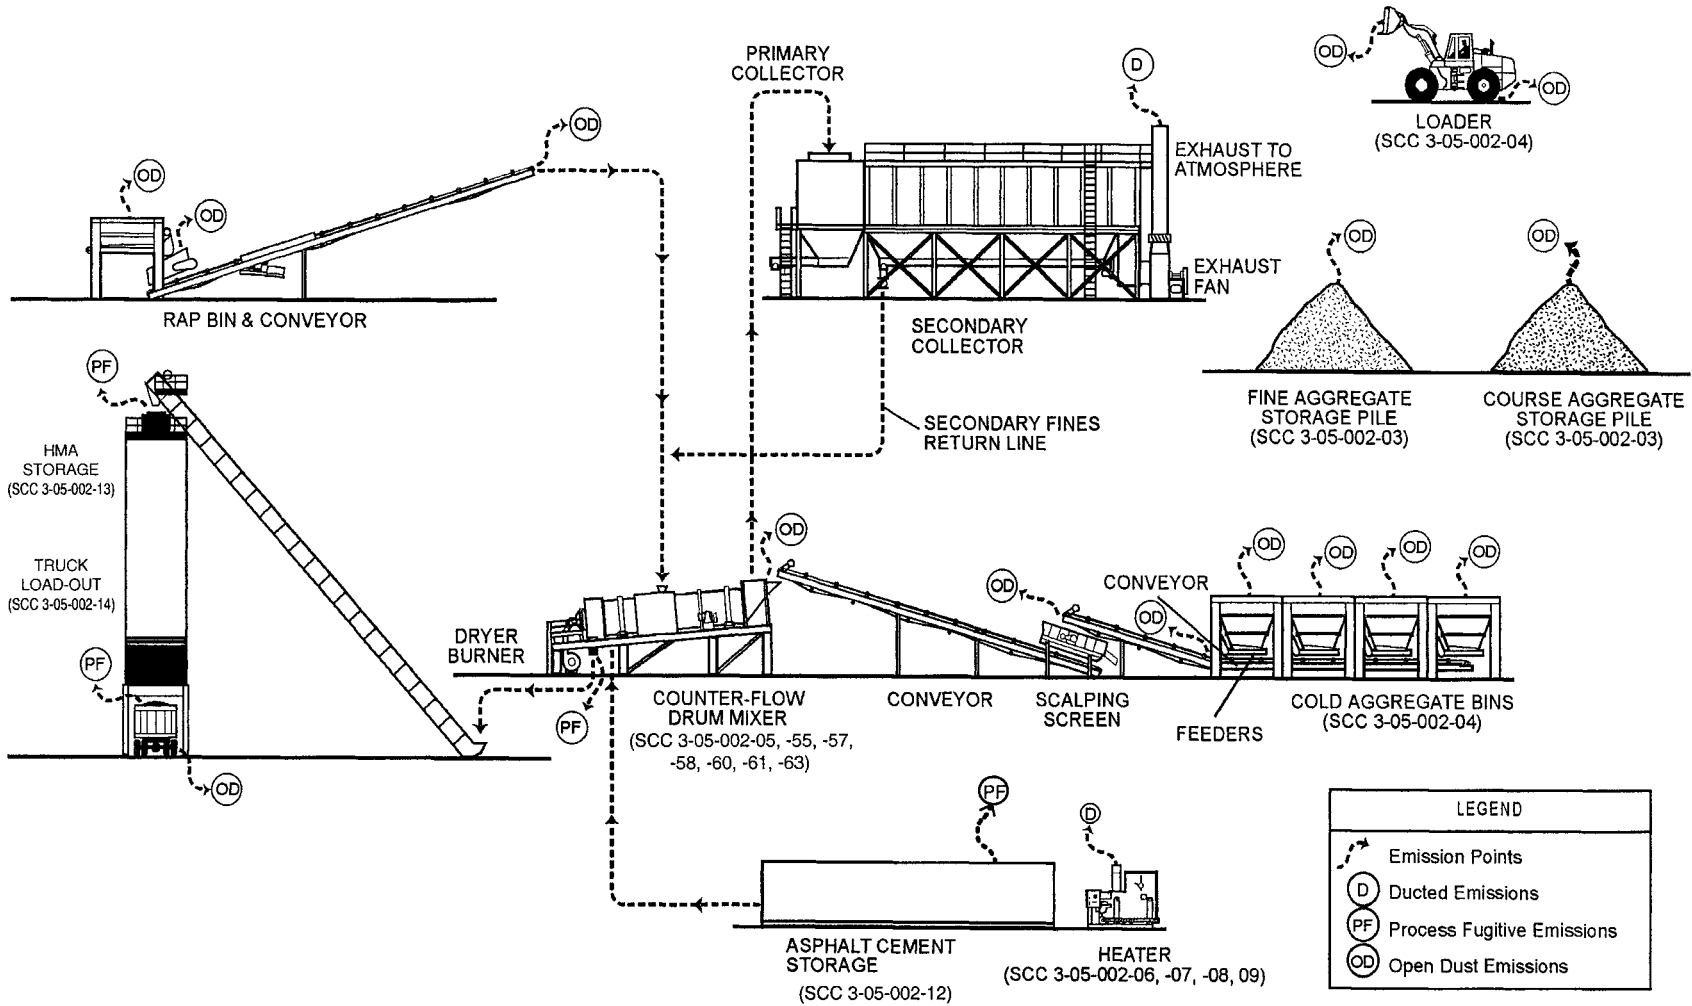 PRIMARY
COLLECTOR
D
OD
OD
LOADER
(SCC 3-05-002-04)
OD
OD
OD
RAP BIN & CONVEYOR
EXHAUST TO
ATMOSPHERE
EXHAUST
FAN
SECONDARY
COLLECTOR
OD
OD
FINE AGGREGATE
STORAGE PILE
(SCC 3-05-002-03)
COURSE AGGREGATE
STORAGE PILE
(SCC 3-05-002-03)
PF
HMA
STORAGE
(SCC 3-05-002-13)
TRUCK
LOAD-OUT
(SCC 3-05-002-14)
PF
OD
SECONDARY FINES
RETURN LINE
OD
OD
CONVEYOR
OD
OD
OD
OD
OD
DRYER
BURNER
PF
COUNTER-FLOW
DRUM MIXER
(SCC 3-05-002-05, -55, -57,
-58, -60, -61, -63)
CONVEYOR
SCALPING
SCREEN
FEEDERS
COLD AGGREGATE BINS
(SCC 3-05-002-04)
PF
D
ASPHALT CEMENT
STORAGE
(SCC 3-05-002-12)
HEATER
(SCC 3-05-002-06, -07, -08, 09)
LEGEND
Emission Points
D Ducted Emissions
PF Process Fugitive Emissions
OD Open Dust Emissions